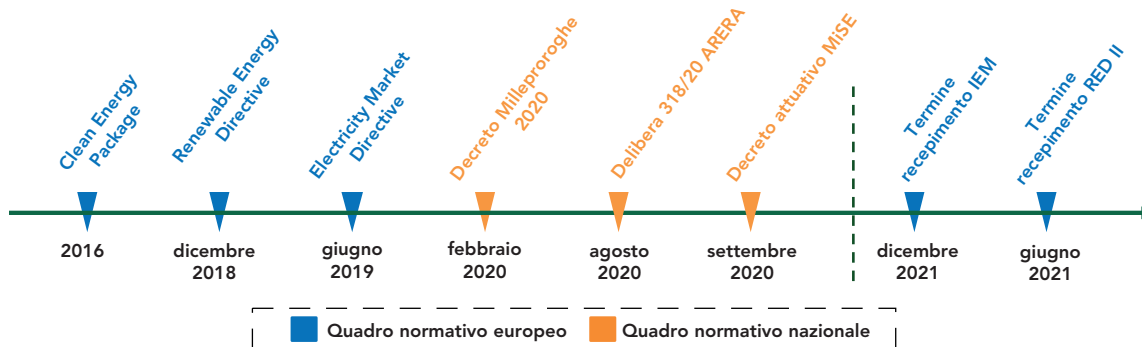 Clean Energy
Package
Renewable Energy
Directive
Electricity Market
Directive
Decreto Milleproroghe
2020
Delibera 318/20 ARERA
Decreto attuativo MiSE
Termine
recepimento IEM
Termine
recepimento RED II
2016
dicembre
2018
giugno
2019
febbraio
2020
agosto
2020
settembre
2020
dicembre
2021
giugno
2021
Quadro normativo europeo
Quadro normativo nazionale